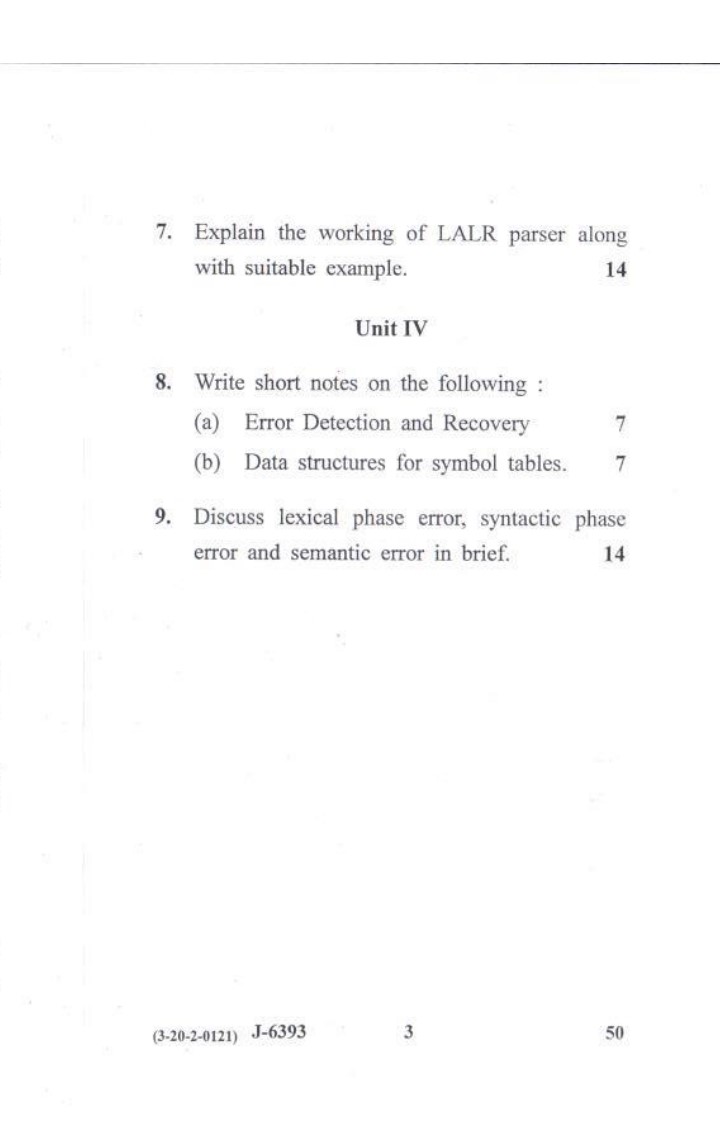 7. Explain the working of LALR parser along
with suitable example. 14
Unit IV
8. Write short notes on the following :
(a) Error Detection and Recovery 7
(b) Data structures for symbol tables. 7
9. Discuss lexical phase error, syntactic phase
error and semantic error in brief. 14
(3-20-2-0121) J-6393 3 50